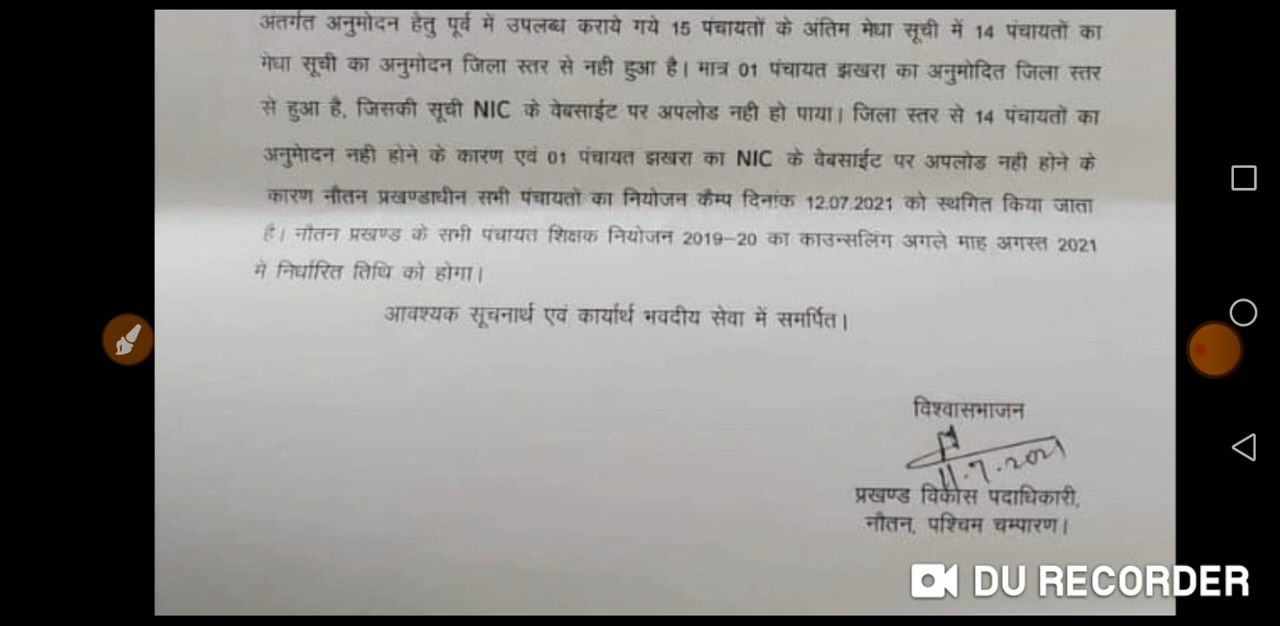 अंतर्गत अनुमोदन हेतु पूर्व में उपलब्ध कराये गये 15 पंचायतों के अंतिम मेधा सूची में 14 पंचायतों का
मेधा सूची का अनुमोदन जिला स्तर से नही हुआ है। मात्र 01 पंचायत झखरा का अनुमोदित जिला स्तर
से हुआ है, जिसकी सूची NIC के वेबसाईट पर अपलोड नही हो पाया। जिला स्तर से 14 पंचायतों का
अनुमोदन नही होने के कारण एवं 01 पंचायत झखरा का NIC के वेबसाईट पर अपलोड नही होने के
कारण नौतन प्रखण्डाधीन सभी पंचायतो का नियोजन कैम्प दिनांक 12.07.2021 को स्थगित किया जाता
है। नौतन प्रखण्ड के सभी पंचायत शिक्षक नियोजन 2019-20 का काउन्सलिंग अगले माह अगस्त 2021
मे निर्धारित तिथि को होगा।
आवश्यक सूचनार्थ एवं कार्यार्थ भवदीय सेवा में समर्पित।
विश्वासभाजन
11.7.2021
प्रखण्ड विकास पदाधिकारी,
नौतन, पश्चिम चम्पारण।
DU RECORDER